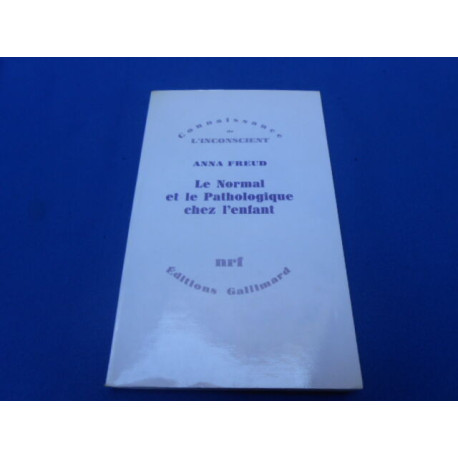 Connaissance
de
L'INCONSCIENT
ANNA FREUD
Le Normal
et le Pathologique
chez l'enfant
nrf
Éditions Gallimard